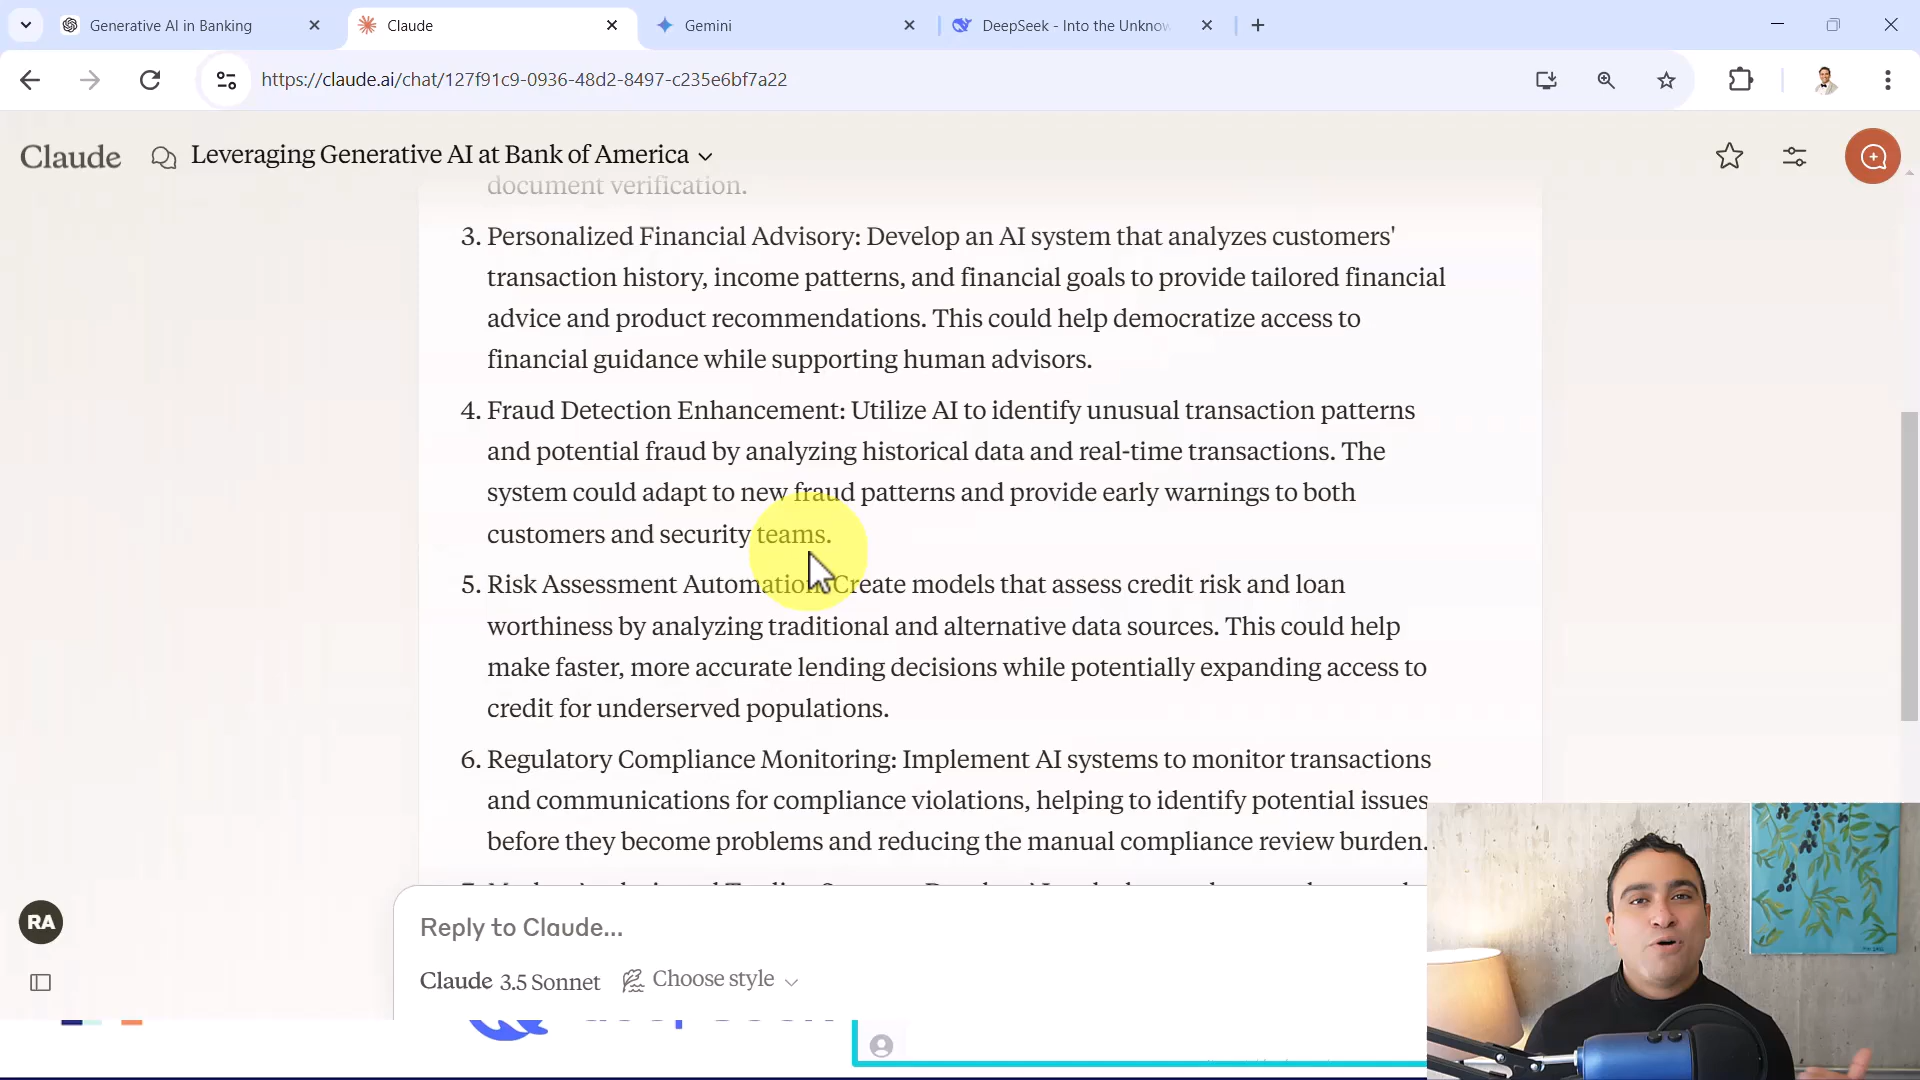 Generative AI in Banking
Claude
Gemini
DeepSeek - Into the Unknow
https://claude.ai/chat/127f91c9-0936-48d2-8497-c235e6bf7a22
Claude
Leveraging Generative AI at Bank of America
document verification.
3. Personalized Financial Advisory: Develop an AI system that analyzes customers'
transaction history, income patterns, and financial goals to provide tailored financial
advice and product recommendations. This could help democratize access to
financial guidance while supporting human advisors.
4. Fraud Detection Enhancement: Utilize AI to identify unusual transaction patterns
and potential fraud by analyzing historical data and real-time transactions. The
system could adapt to new fraud patterns and provide early warnings to both
customers and security teams.
5. Risk Assessment Automation: Create models that assess credit risk and loan
worthiness by analyzing traditional and alternative data sources. This could help
make faster, more accurate lending decisions while potentially expanding access to
credit for underserved populations.
6. Regulatory Compliance Monitoring: Implement AI systems to monitor transactions
and communications for compliance violations, helping to identify potential issues
before they become problems and reducing the manual compliance review burden.
RA
Reply to Claude...
Claude 3.5 Sonnet
Choose style